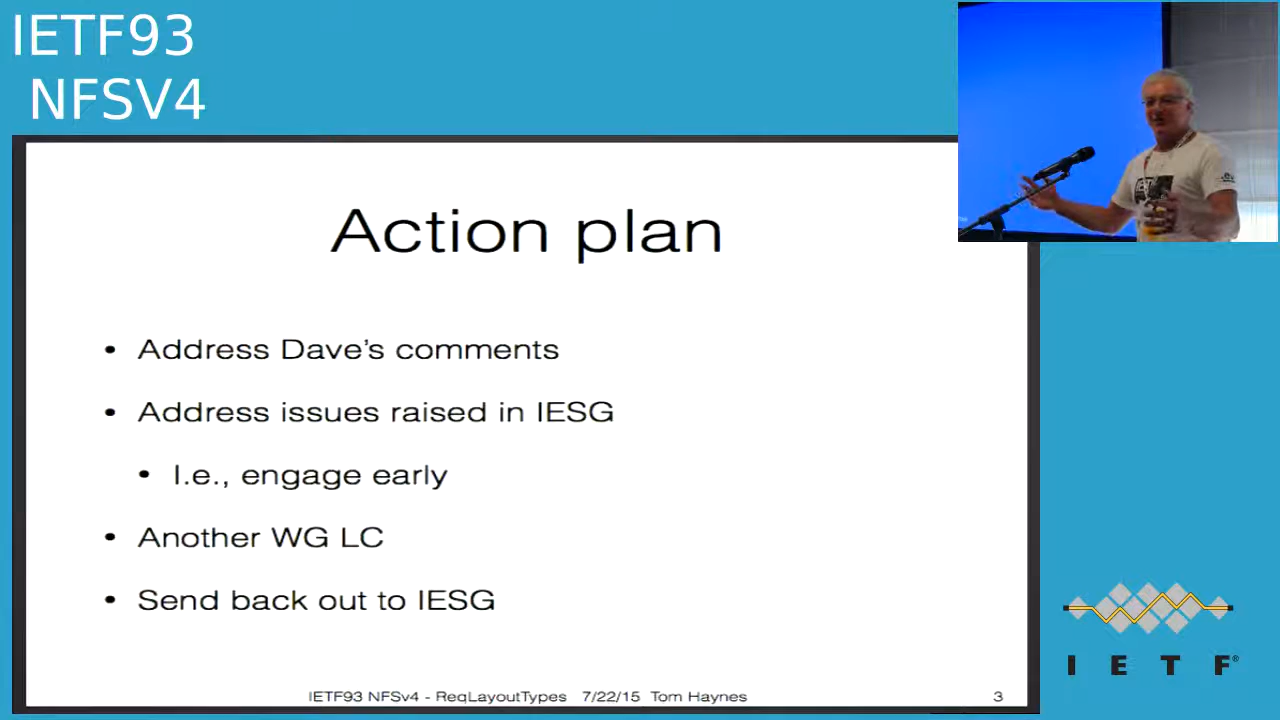 IETF93
NFSV4
Action plan
• Address Dave's comments
• Address issues raised in IESG
• I.e., engage early
• Another WG LC
• Send back out to IESG
IETF93 NFSv4 - ReqLayoutTypes 7/22/15 Tom Haynes 3
I E T F®